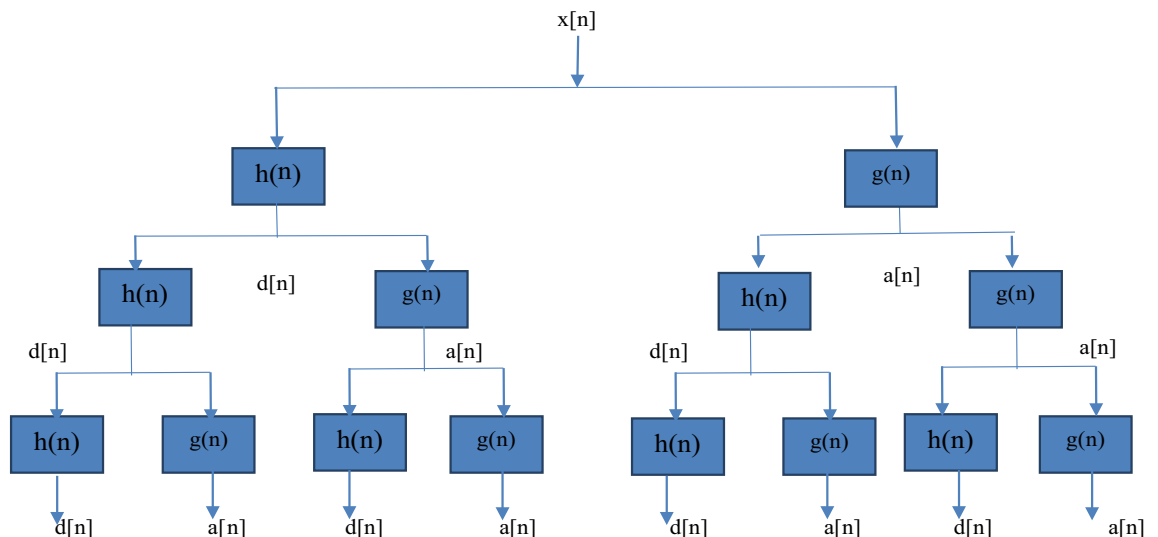 x[n]
h(n) g(n)
d[n] a[n]
h(n) g(n) h(n) g(n)
d[n] a[n] d[n] a[n]
h(n) g(n) h(n) g(n) h(n) g(n) h(n) g(n)
d[n] a[n] d[n] a[n] d[n] a[n] d[n] a[n]